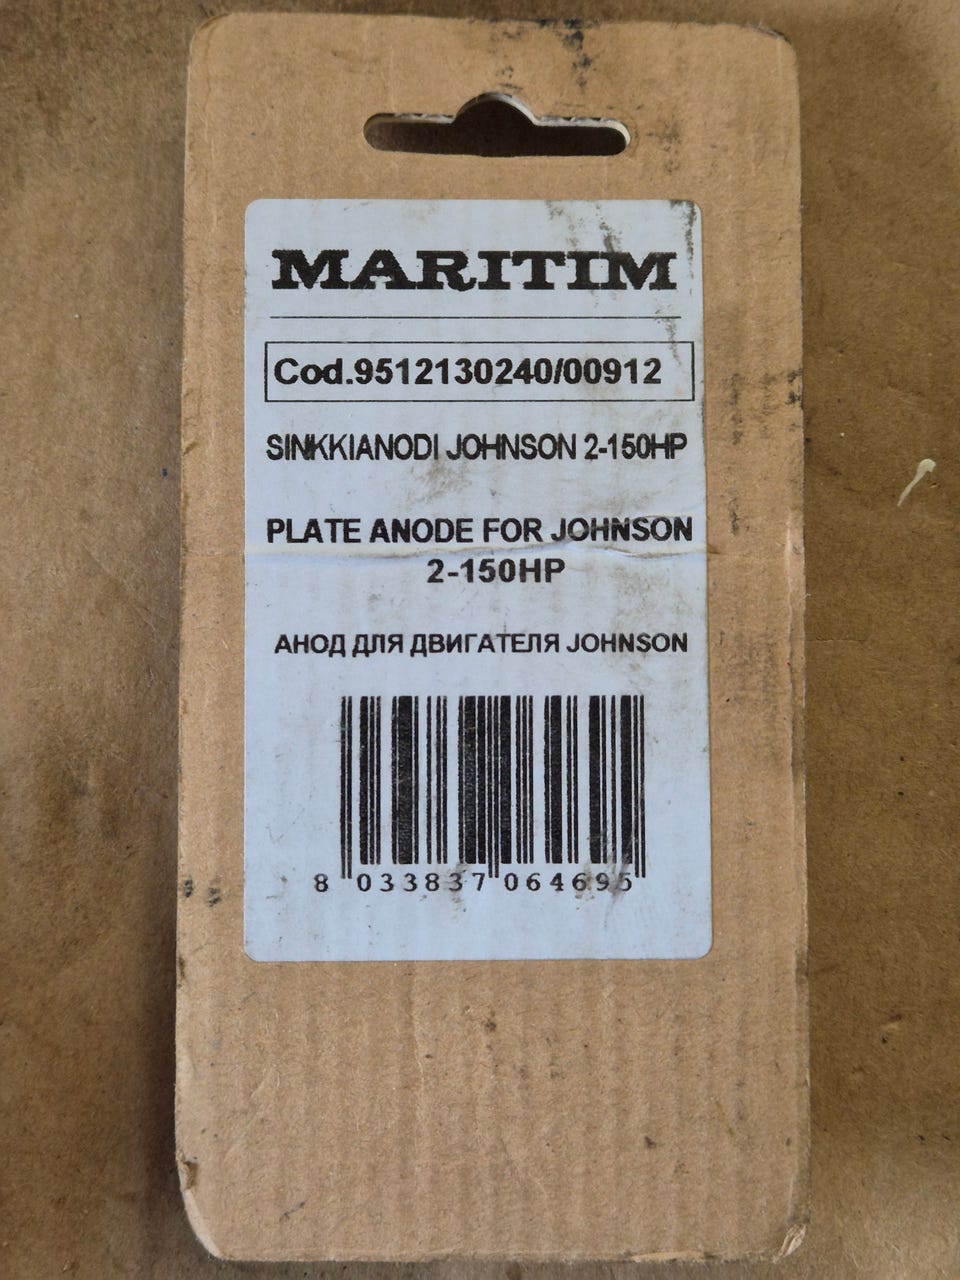 MARITIM
Cod.9512130240/00912
SINKKIANODI JOHNSON 2-150HP
PLATE ANODE FOR JOHNSON
2-150HP
АНОД ДЛЯ ДВИГАТЕЛЯ JOHNSON
8 033837 064695